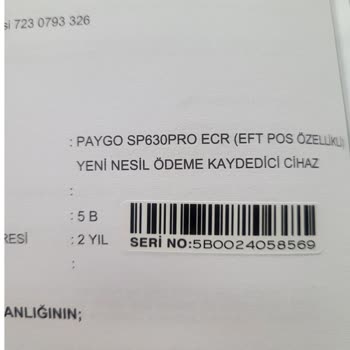 si 723 0793 326
: PAYGO SP630PRO ECR (EFT POS ÖZELLİKLİ)
YENİ NESİL ÖDEME KAYDEDİCİ CİHAZ
:
: 5 B
RESİ : 2 YIL
SERİ NO:5B0024058569
:
ANLIĞININ;